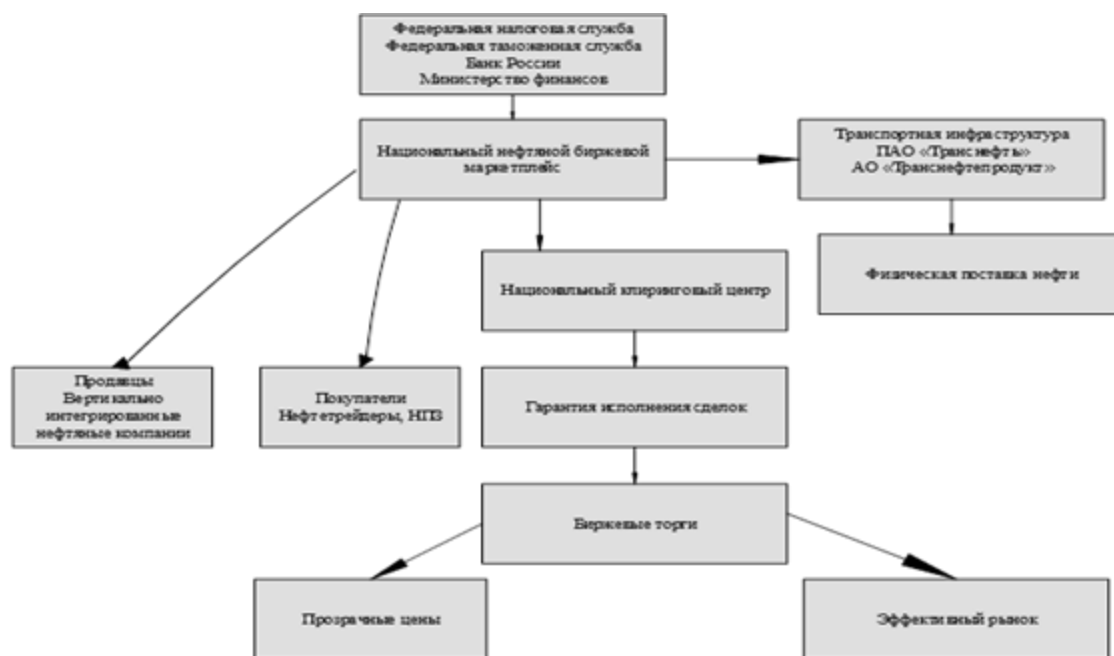 Федеральная налоговая служба
Федеральная таможенная служба
Банк России
Министерство финансов
Национальный нефтяной биржевой
маркетплейс
Транспортная инфраструктура
ПАО «Транснефть»
АО «Транснефтепродукт»
Физическая поставка нефти
Национальный клиринговый центр
Продавцы
Вертикально
интегрированные
нефтяные компании
Покупатели
Нефтетрейдеры, НПЗ
Гарантия исполнения сделок
Биржевые торги
Прозрачные цены
Эффективный рынок